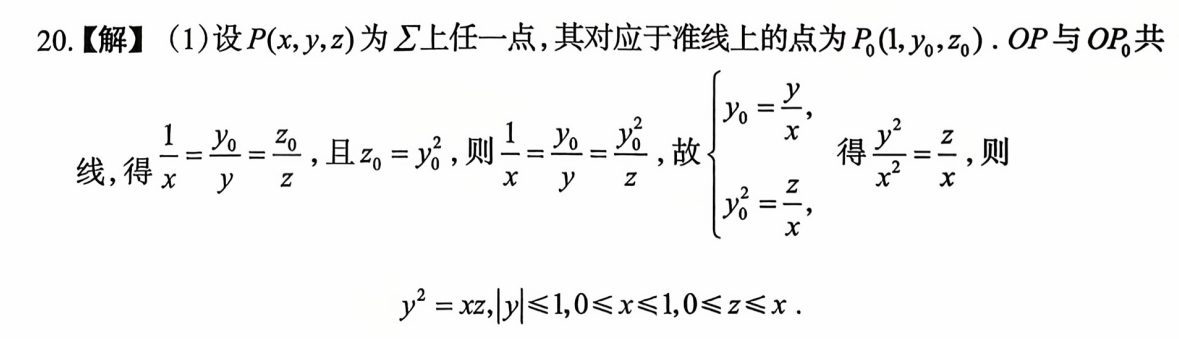 20.【解】(1)设P(x,y,z)为Σ上任一点,其对应于准线上的点为P₀(1,y₀,z₀).OP与OP₀共
线,得 1/x = y₀/y = z₀/z ,且z₀ = y₀² ,则 1/x = y₀/y = y₀²/z ,故 { y₀ = y/x, y₀² = z/x, 得 y²/x² = z/x ,则
y² = xz,|y|⩽1,0⩽x⩽1,0⩽z⩽x .